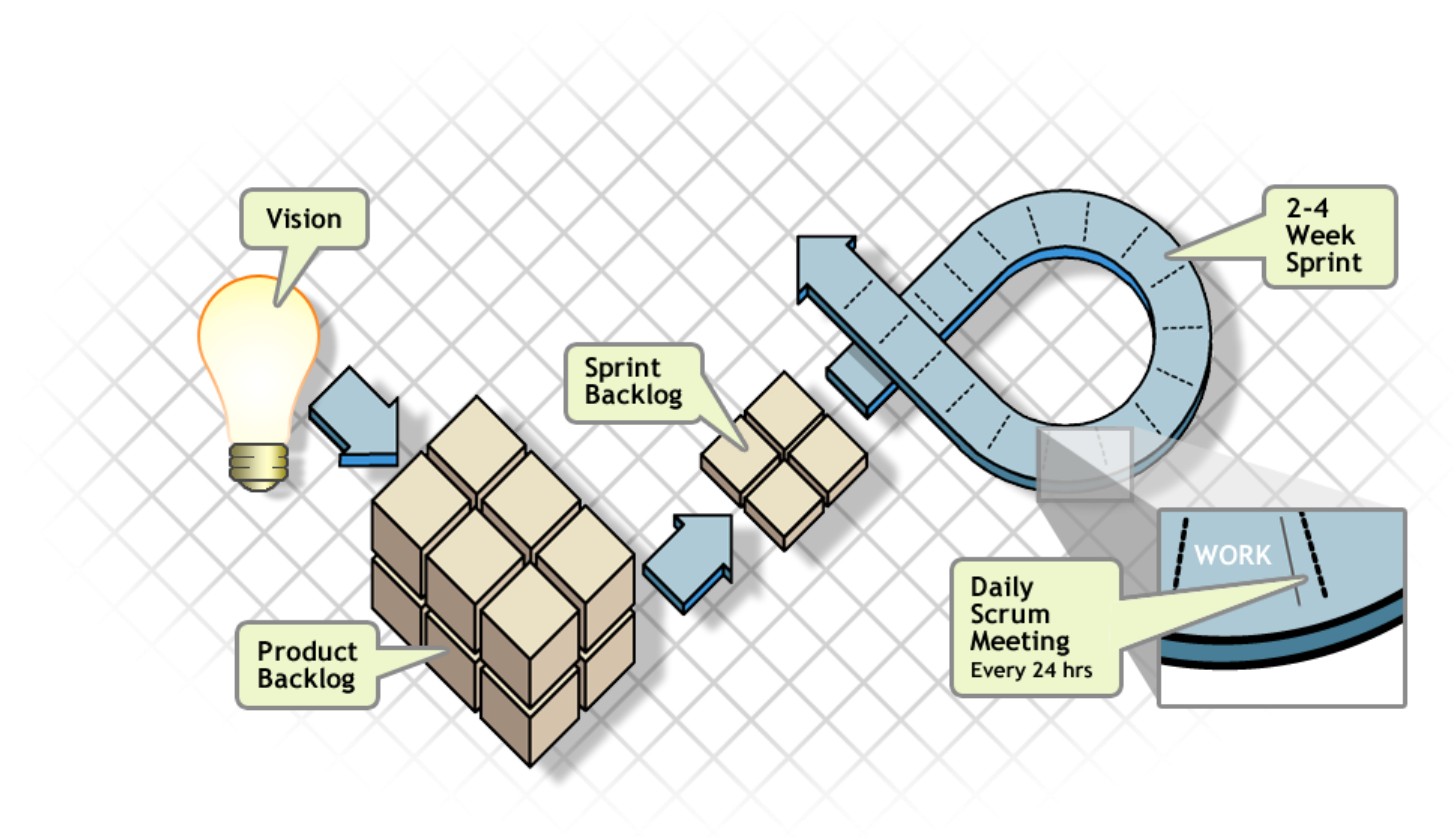 Vision
2-4
Week
Sprint
Sprint
Backlog
WORK
Daily
Scrum
Meeting
Every 24 hrs
Product
Backlog